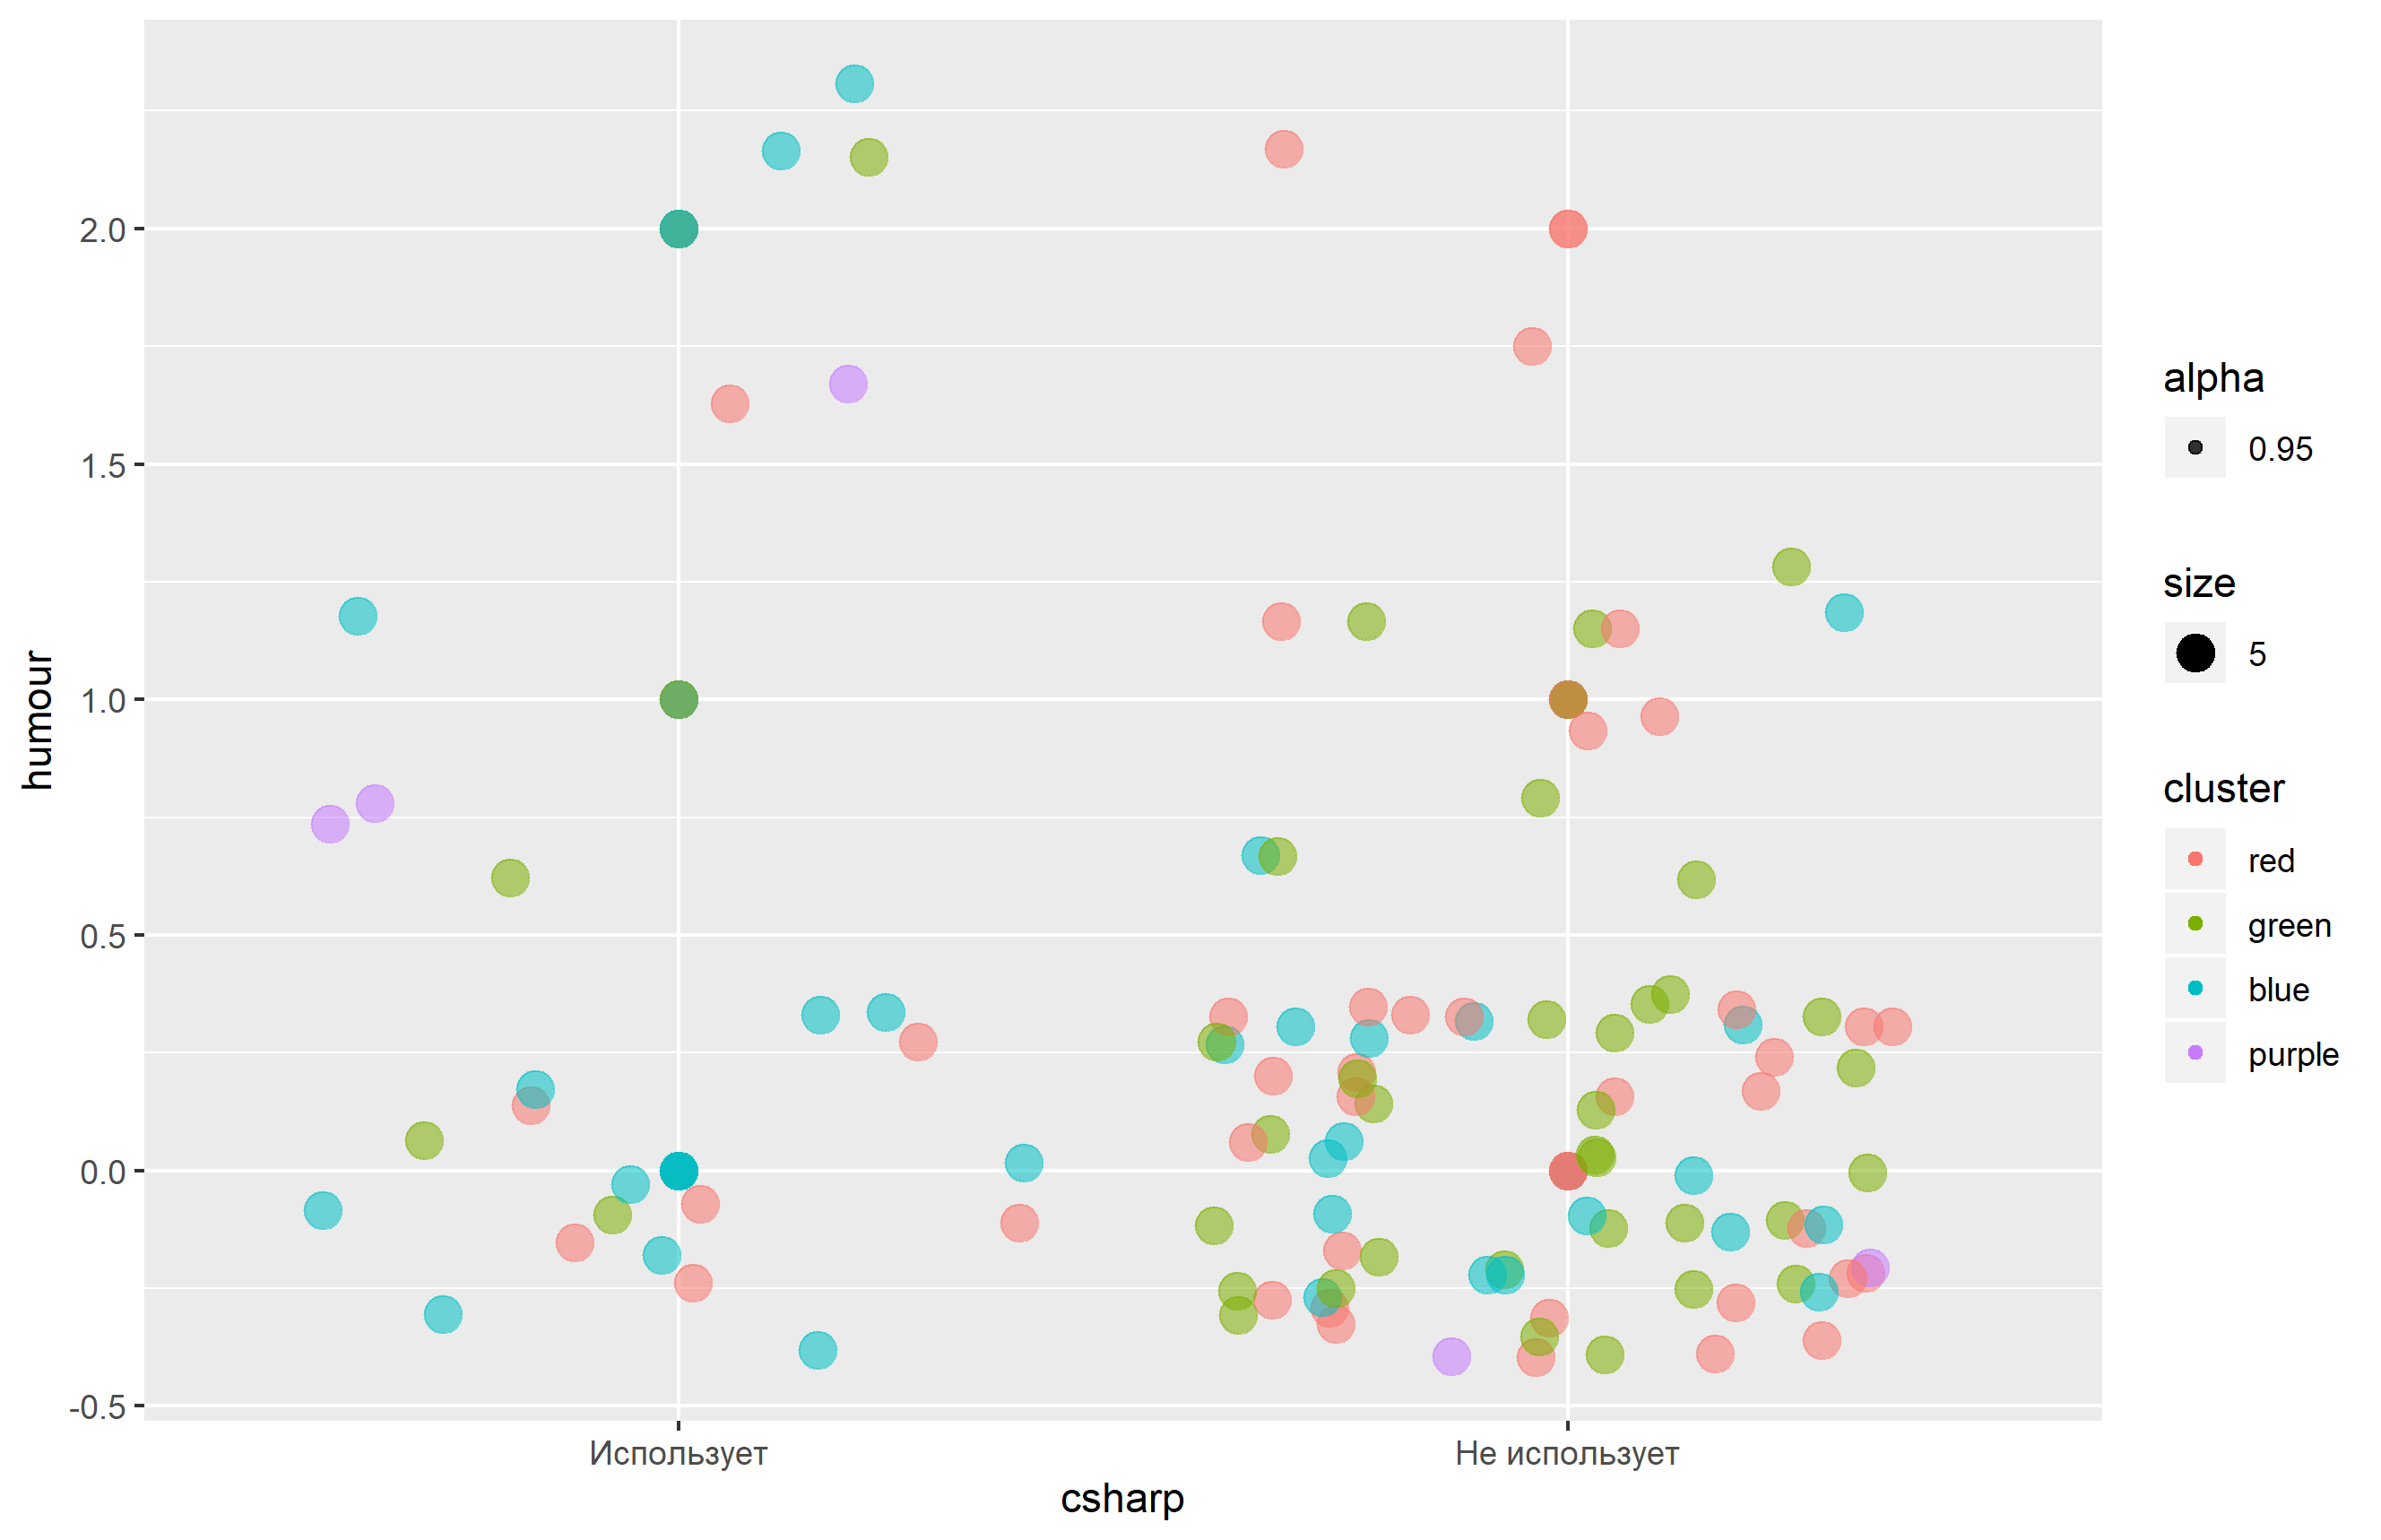 humour
2.0
1.5
1.0
0.5
0.0
-0.5
Использует
Не использует
csharp
alpha
0.95
size
5
cluster
red
green
blue
purple